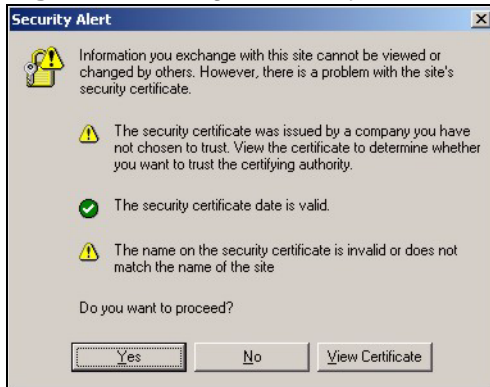 Security Alert
Information you exchange with this site cannot be viewed or
changed by others. However, there is a problem with the site's
security certificate.
The security certificate was issued by a company you have
not chosen to trust. View the certificate to determine whether
you want to trust the certifying authority.
The security certificate date is valid.
The name on the security certificate is invalid or does not
match the name of the site
Do you want to proceed?
Yes No View Certificate